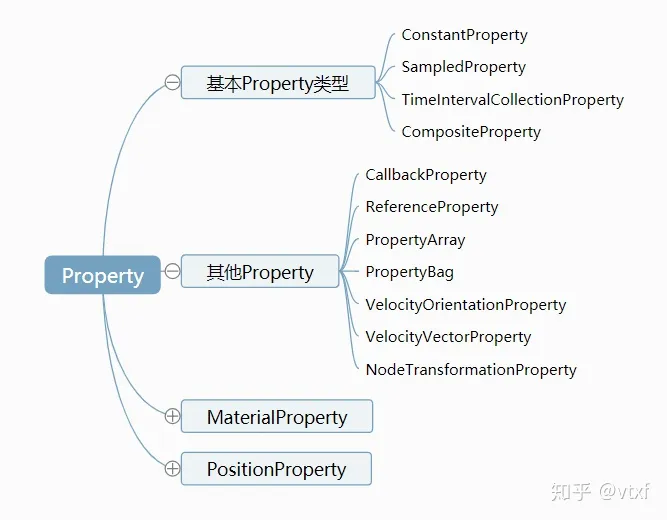 Property
基本Property类型
ConstantProperty
SampledProperty
TimeIntervalCollectionProperty
CompositeProperty
其他Property
CallbackProperty
ReferenceProperty
PropertyArray
PropertyBag
VelocityOrientationProperty
VelocityVectorProperty
NodeTransformationProperty
MaterialProperty
PositionProperty
知乎 @vtxf